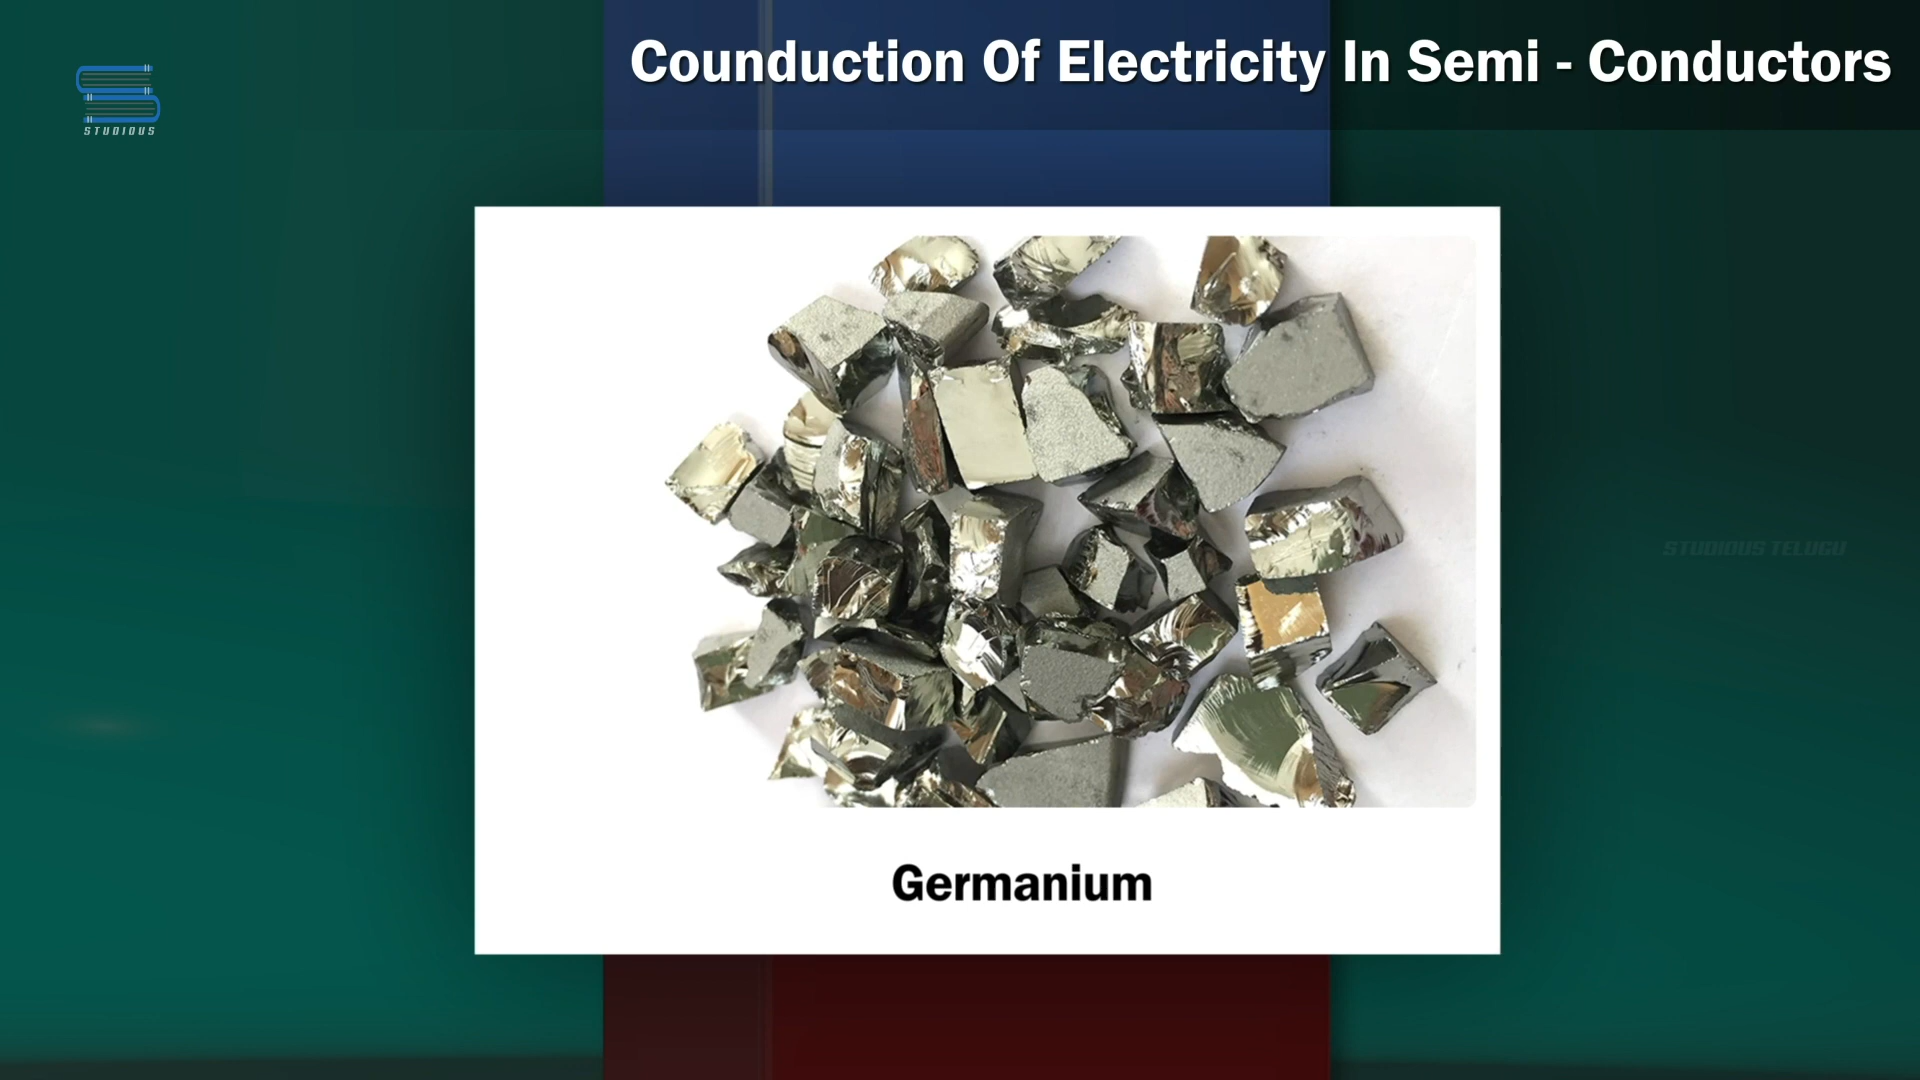 Counduction Of Electricity In Semi - Conductors
STUDIOUS
STUDIOUS TELUGU
Germanium